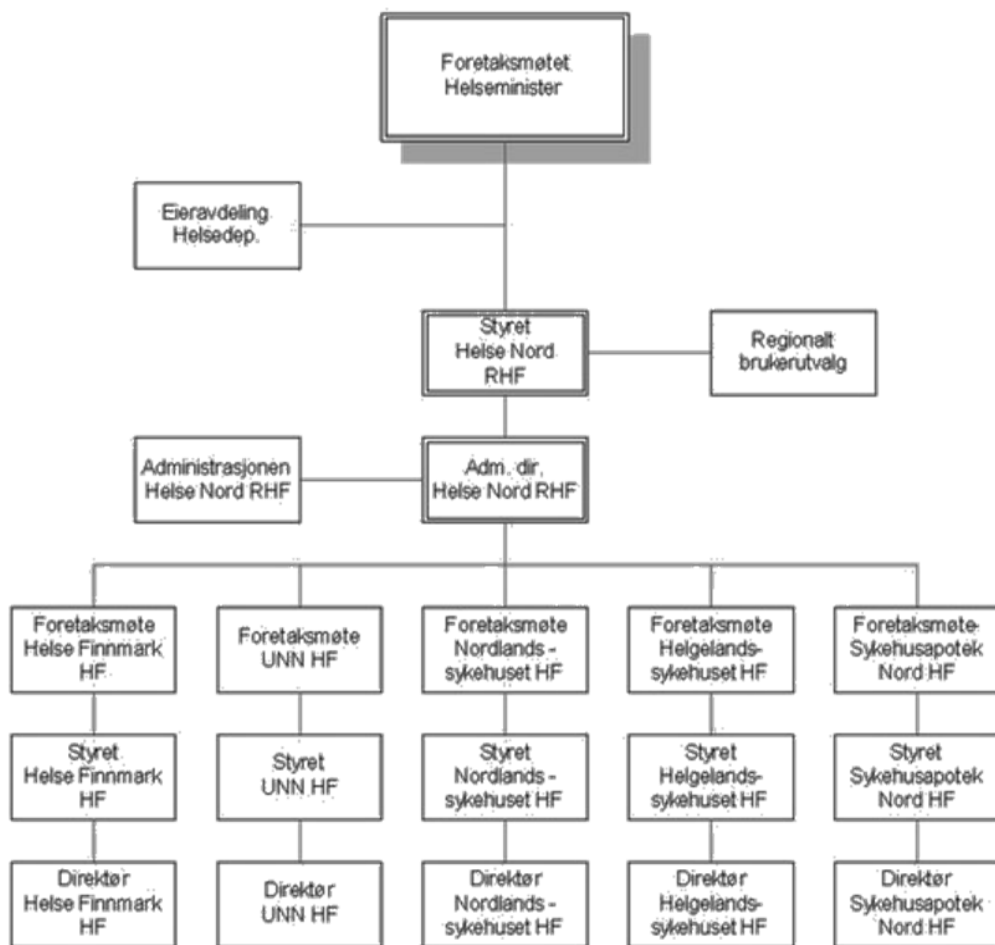 Foretaksmøtet
Helseminister
Eieravdeling
Helsedep.
Styret
Helse Nord
RHF
Regionalt
brukerutvalg
Administrasjonen
Helse Nord RHF
Adm. dir,
Helse Nord RHF
Foretaksmøte
Helse Finnmark
HF
Foretaksmøte
UNN HF
Foretaksmøte
Nordlands-
sykehuset HF
Foretaksmøte
Helgelands-
sykehuset HF
Foretaksmøte-
Sykehusapotek
Nord HF
Styret
Helse Finnmark
HF
Styret
UNN HF
Styret
Nordlands-
sykehuset HF
Styret
Helgelands-
sykehuset HF
Styret
Sykehusapotek
Nord HF
Direktør
Helse Finnmark
HF
Direktør
UNN HF
Direktør
Nordlands-
sykehuset HF
Direktør
Helgelands-
sykehuset HF
Direktør
Sykehusapotek
Nord HF